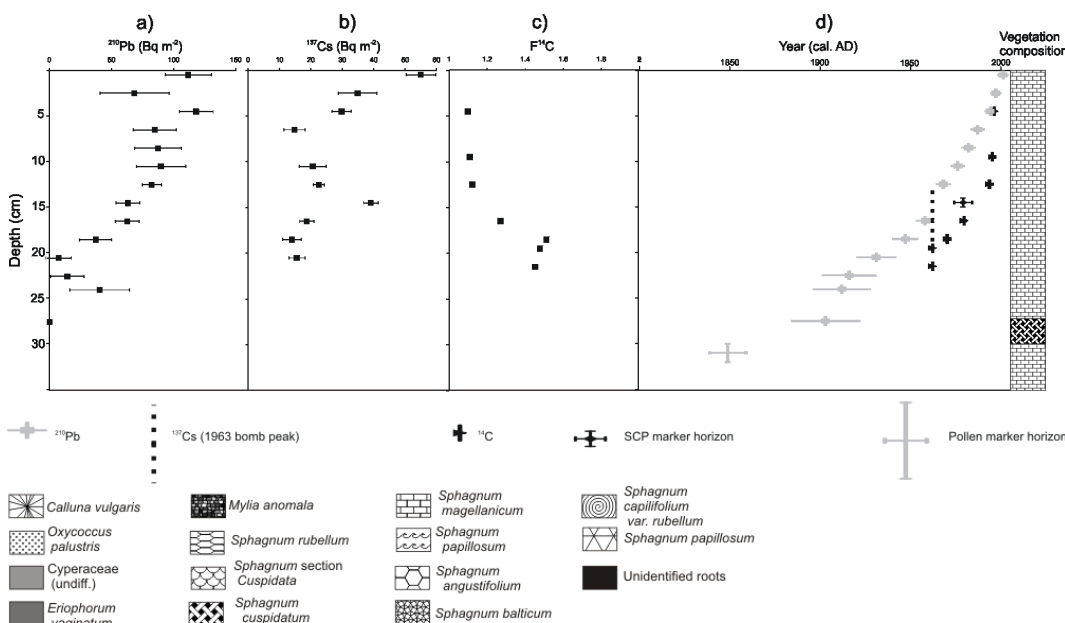 a)
b)
c)
d)
²¹⁰Pb (Bq m⁻²)
¹³⁷Cs (Bq m⁻²)
F¹⁴C
Year (cal. AD)
Vegetation
composition
0 50 100 150
0 10 20 30 40 60 80
1 1.2 1.4 1.6 1.8 2
1850 1900 1950 2000
Depth (cm)
5
10
15
20
25
30
²¹⁰Pb
¹³⁷Cs (1963 bomb peak)
¹⁴C
SCP marker horizon
Pollen marker horizon
Calluna vulgaris
Mylia anomala
Sphagnum
magellanicum
Sphagnum
capilifolium
var. rubellum
Oxycoccus
palustris
Sphagnum rubellum
Sphagnum
papillosum
Sphagnum papillosum
Cyperaceae
(undiff.)
Sphagnum section
Cuspidata
Sphagnum
angustifolium
Unidentified roots
Eriophorum
vaginatum
Sphagnum
cuspidatum
Sphagnum balticum